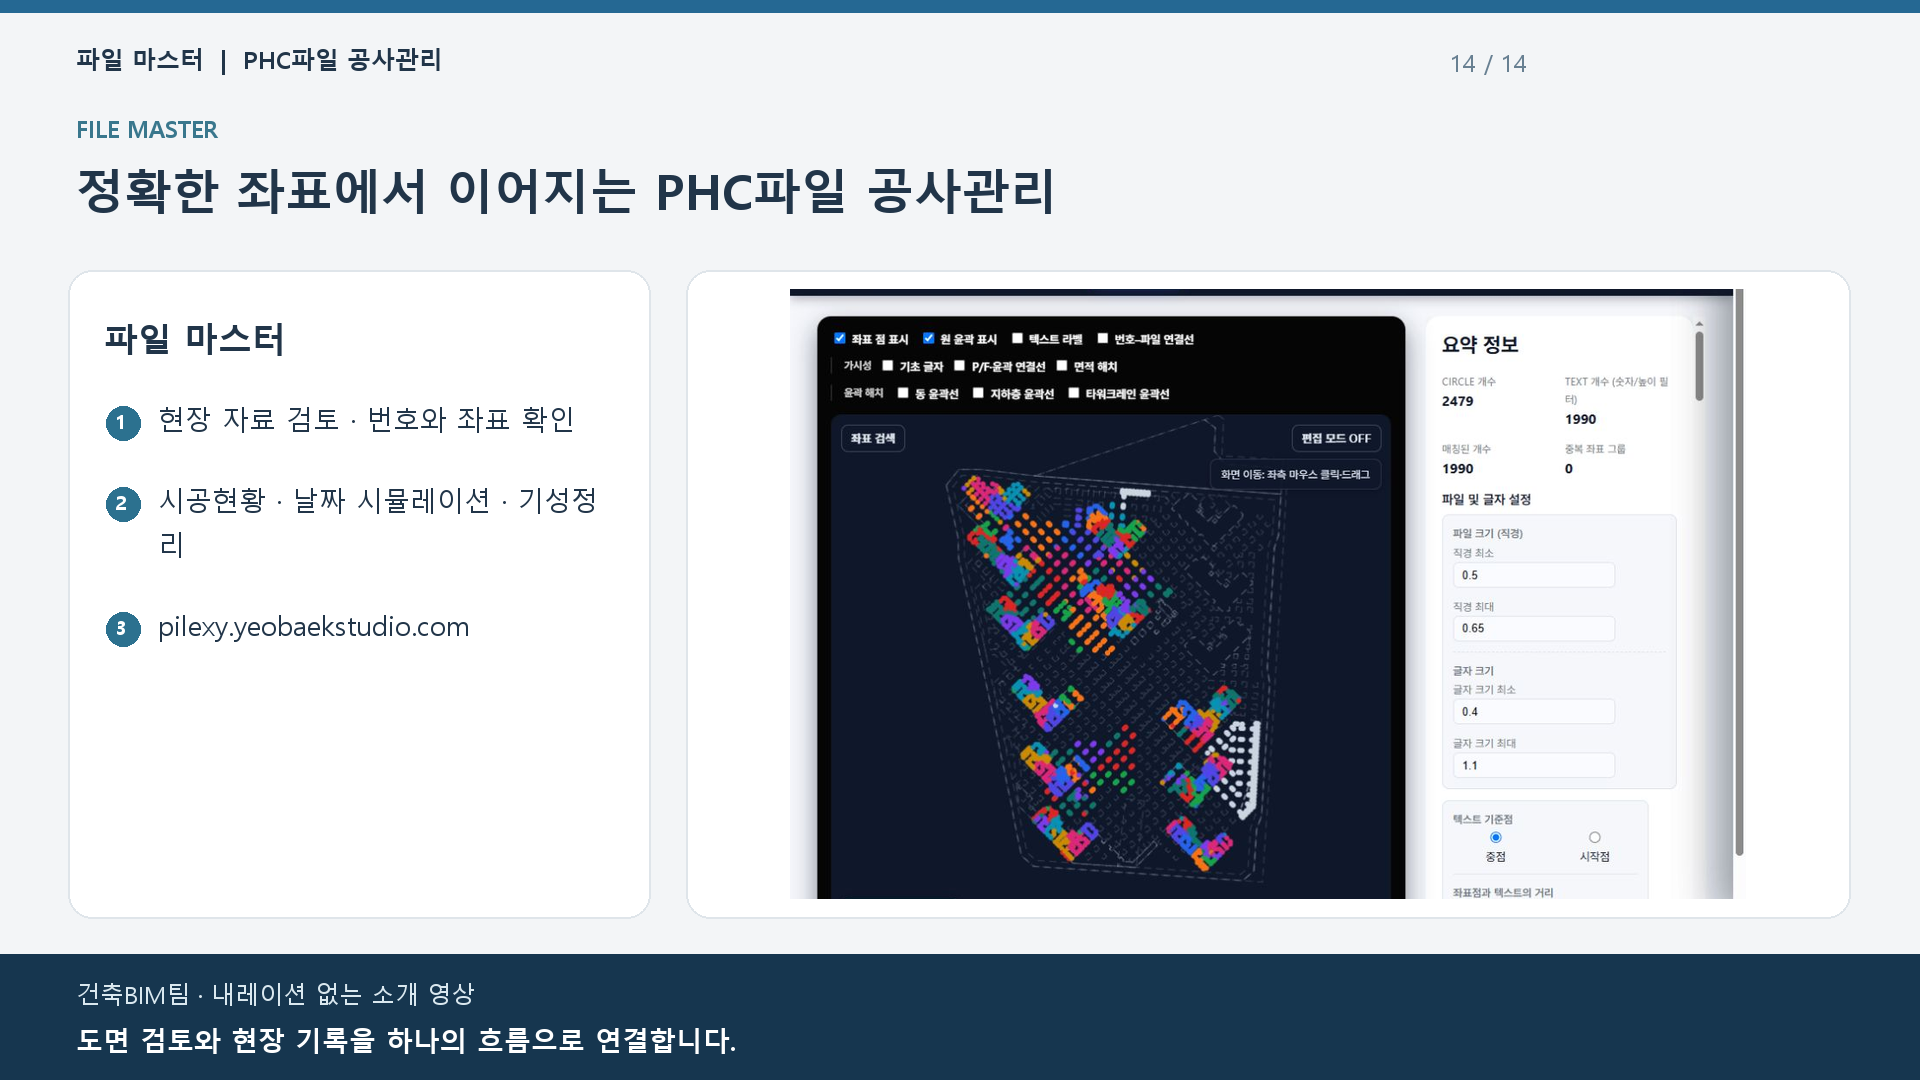 파일 마스터 | PHC파일 공사관리
14 / 14
FILE MASTER
정확한 좌표에서 이어지는 PHC파일 공사관리
파일 마스터
1 현장 자료 검토 · 번호와 좌표 확인
2 시공현황 · 날짜 시뮬레이션 · 기성정
리
3 pilexy.yeobaekstudio.com
좌표 점 표시 원 윤곽 표시 텍스트 라벨 번호–파일 연결선
가시성 기초 글자 P/F-윤곽 연결선 면적 해치
윤곽 해치 동 윤곽선 지하층 윤곽선 타워크레인 윤곽선
좌표 검색
편집 모드 OFF
화면 이동: 좌측 마우스 클릭·드래그
요약 정보
CIRCLE 개수
2479
TEXT 개수 (숫자/높이 필
터)
1990
매칭된 개수
1990
중복 좌표 그룹
0
파일 및 글자 설정
파일 크기 (직경)
직경 최소
0.5
직경 최대
0.65
글자 크기
글자 크기 최소
0.4
글자 크기 최대
1.1
텍스트 기준점
중점 시작점
좌표점과 텍스트의 거리
건축BIM팀 · 내레이션 없는 소개 영상
도면 검토와 현장 기록을 하나의 흐름으로 연결합니다.